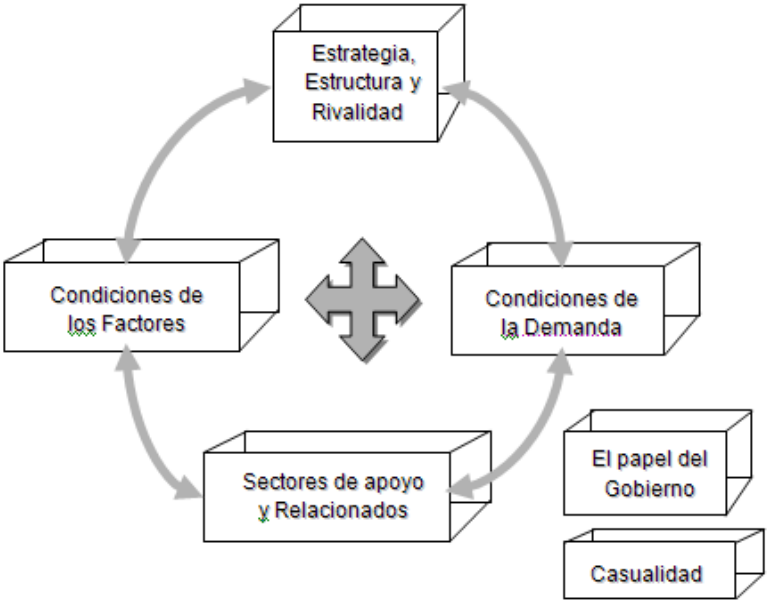 Estrategia,
Estructura y
Rivalidad
Condiciones de
los Factores
Condiciones de
la Demanda
Sectores de apoyo
y Relacionados
El papel del
Gobierno
Casualidad